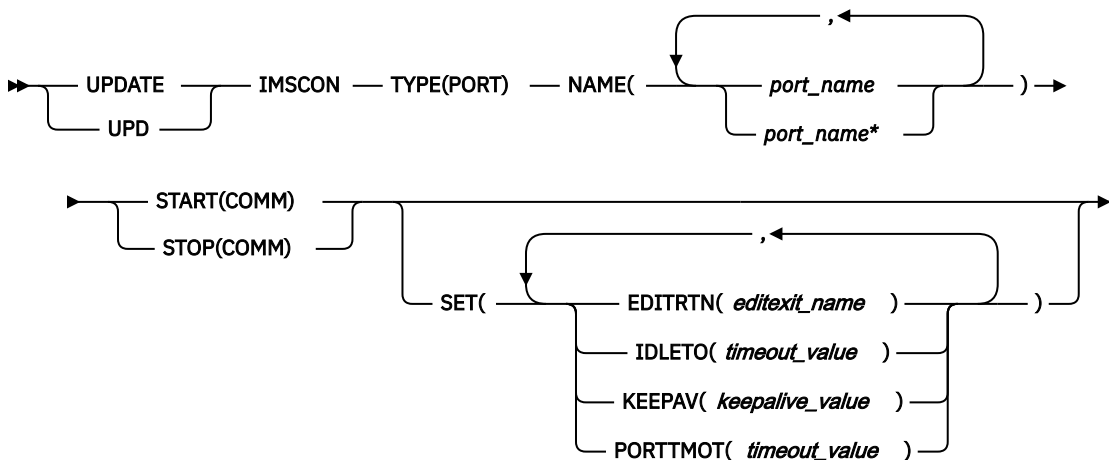 ,
UPDATE IMSCON TYPE(PORT) NAME( port_name )
UPD port_name*
START(COMM)
STOP(COMM)
,
SET( EDITRTN( editexit_name ) )
IDLETO( timeout_value )
KEEPAV( keepalive_value )
PORTTMOT( timeout_value )